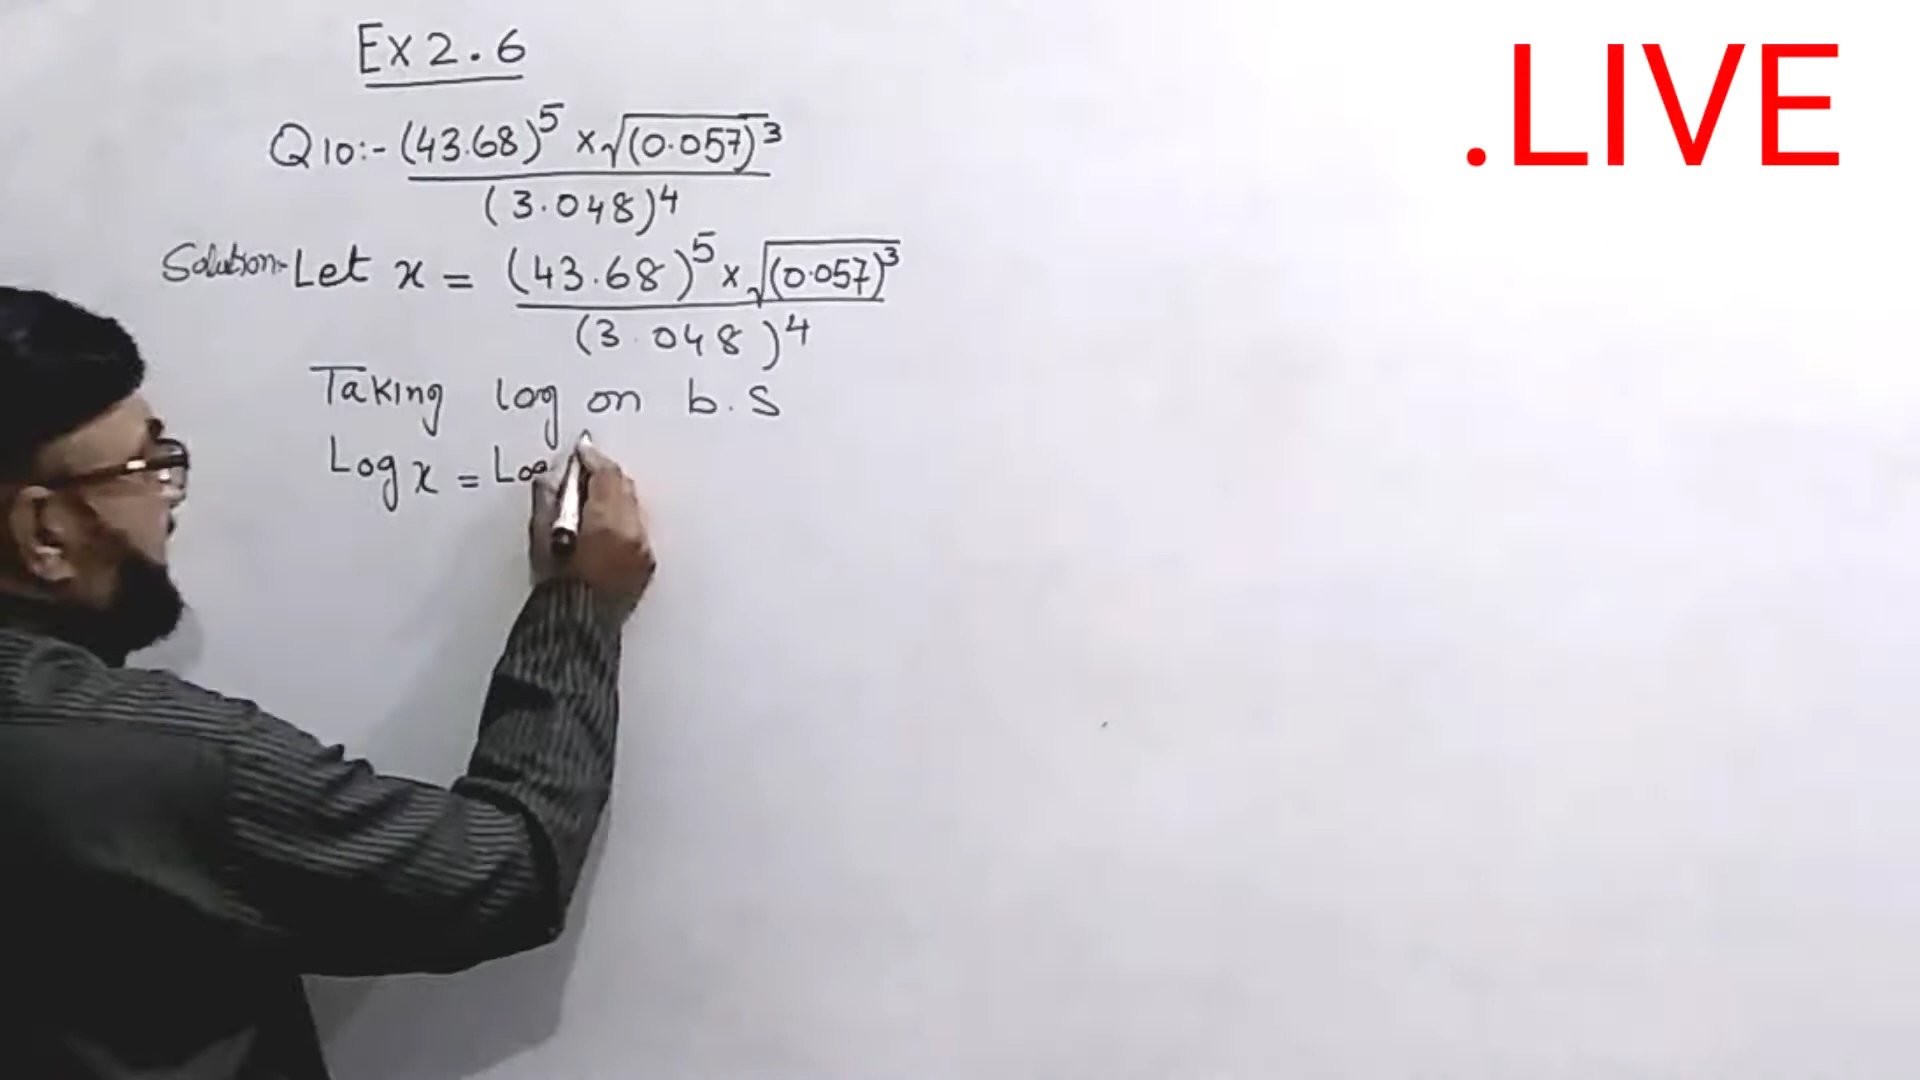 Ex 2.6
.LIVE
Q10:- (43.68)^5 × √(0.057)^3
(3.048)^4
Solution:- Let x = (43.68)^5 × √(0.057)^3
(3.048)^4
Taking log on b.S
Log x = Log